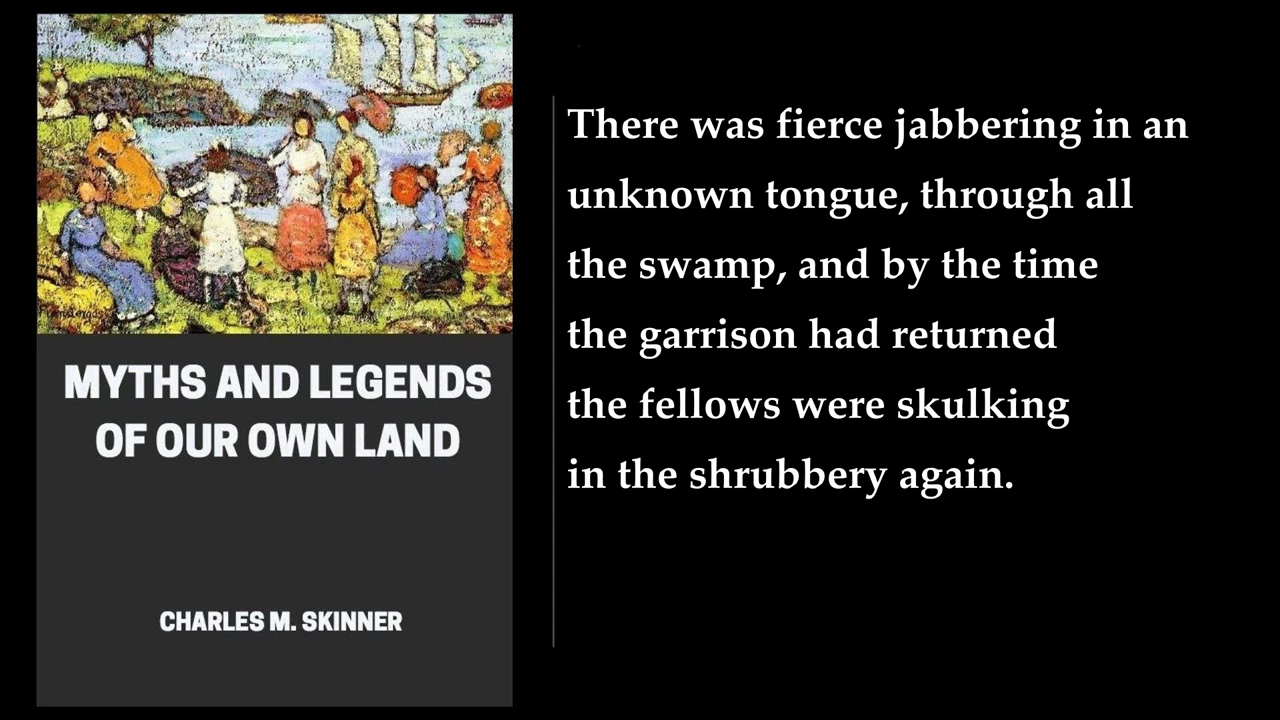 MYTHS AND LEGENDS
OF OUR OWN LAND
CHARLES M. SKINNER
There was fierce jabbering in an
unknown tongue, through all
the swamp, and by the time
the garrison had returned
the fellows were skulking
in the shrubbery again.